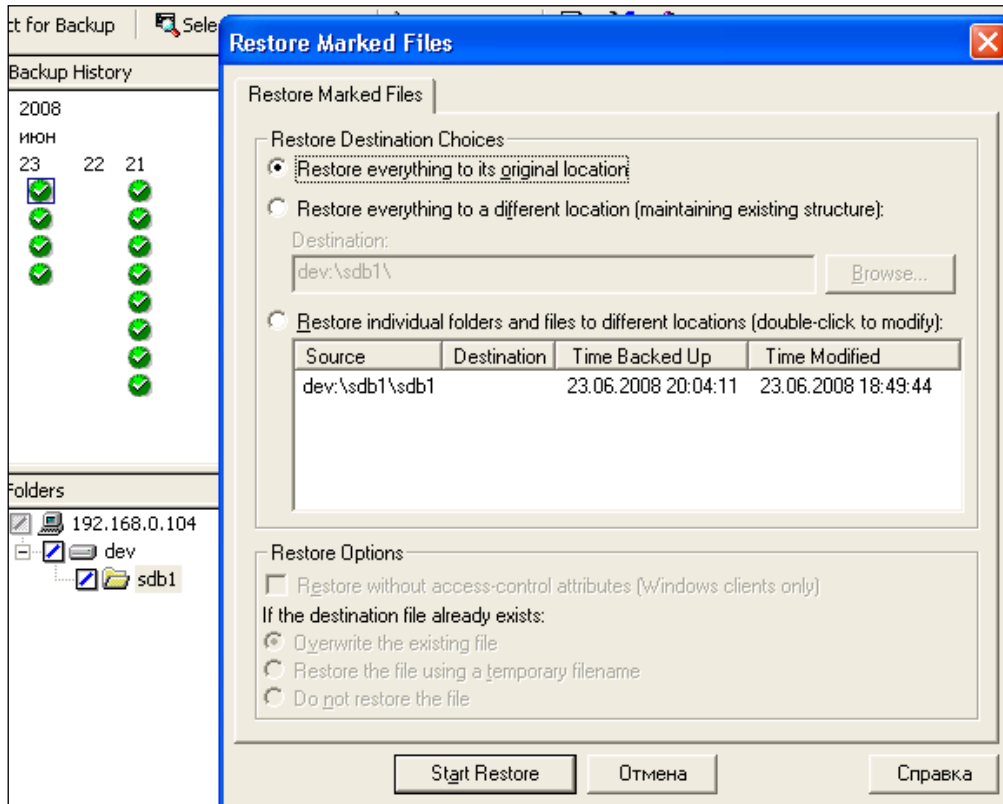 ct for Backup
Sele
Backup History
2008
июн
23 22 21
Folders
192.168.0.104
dev
sdb1
Restore Marked Files
Restore Marked Files
Restore Destination Choices
Restore everything to its original location
Restore everything to a different location (maintaining existing structure):
Destination:
dev:\sdb1\
Browse...
Restore individual folders and files to different locations (double-click to modify):
Source Destination Time Backed Up Time Modified
dev:\sdb1\sdb1 23.06.2008 20:04:11 23.06.2008 18:49:44
Restore Options
Restore without access-control attributes (Windows clients only)
If the destination file already exists:
Overwrite the existing file
Restore the file using a temporary filename
Do not restore the file
Start Restore Отмена Справка